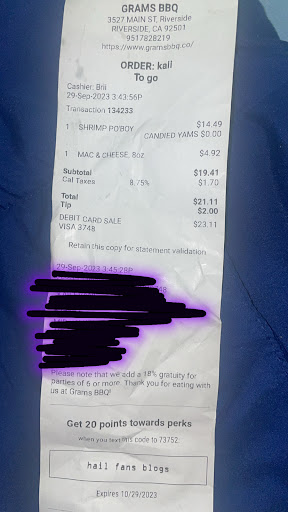 GRAMS BBQ
3527 MAIN ST, Riverside
RIVERSIDE, CA 92501
9517828219
https://www.gramsbbq.co/
ORDER: kail
To go
Cashier: Brii
29-Sep-2023 3:43:56P
Transaction 134233
1 SHRIMP PO'BOY $14.49
CANDIED YAMS $0.00
1 MAC & CHEESE, 8oz $4.92
Subtotal $19.41
Cal Taxes 8.75% $1.70
Total $21.11
Tip $2.00
DEBIT CARD SALE $23.11
VISA 3748
Retain this copy for statement validation
29-Sep-2023 3:45:28P
Please note that we add a 18% gratuity for
parties of 6 or more. Thank you for eating with
us at Grams BBQ!
Get 20 points towards perks
when you text this code to 73752:
hail fans blogs
Expires 10/29/2023